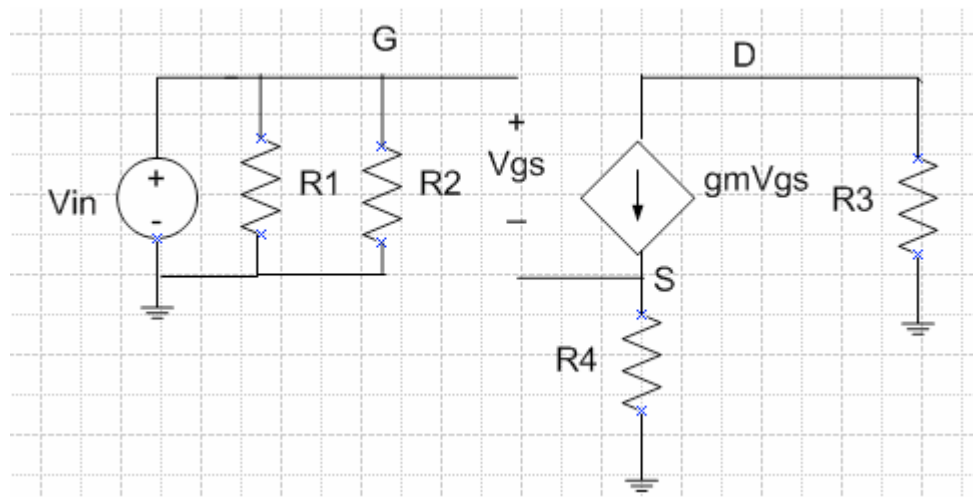 G
D
+
Vgs
−
+
-
Vin
R1
R2
gmVgs
R3
S
R4